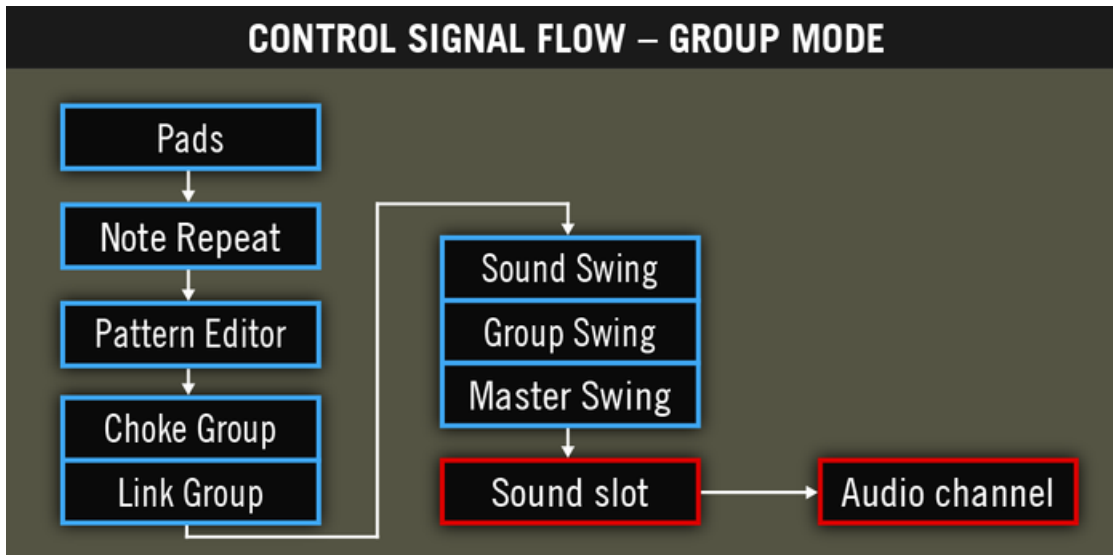 CONTROL SIGNAL FLOW – GROUP MODE
Pads
Note Repeat
Pattern Editor
Choke Group
Link Group
Sound Swing
Group Swing
Master Swing
Sound slot
Audio channel